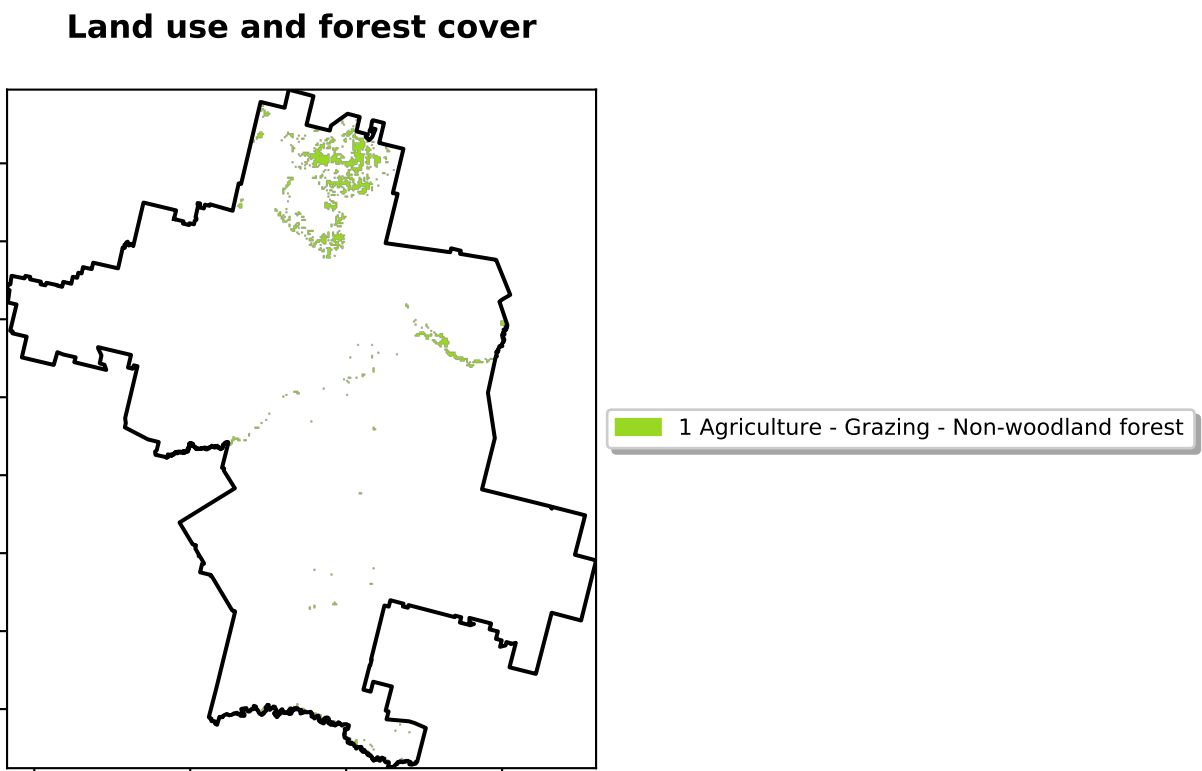 Land use and forest cover
1 Agriculture - Grazing - Non-woodland forest